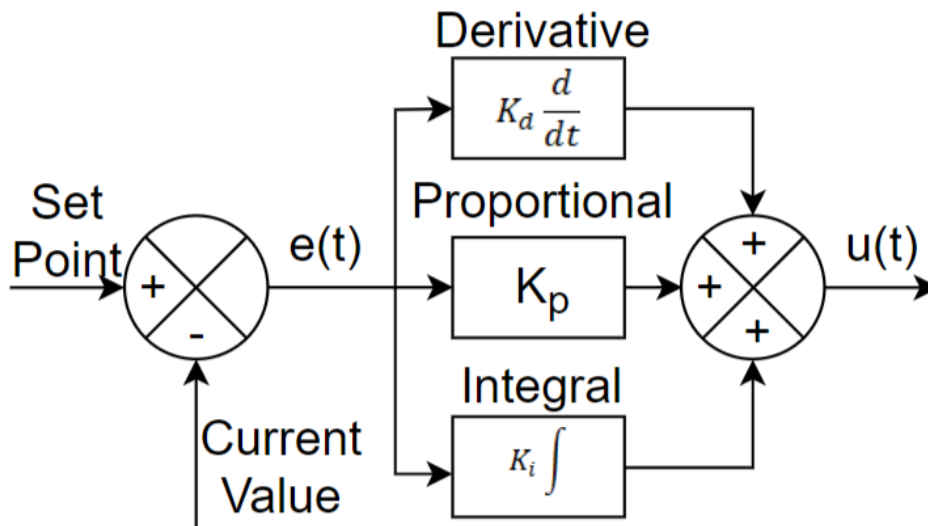 Derivative
K_d d/dt
Set
Point
+
-
e(t)
Proportional
K_p
+
+
+
u(t)
Integral
K_i ∫
Current
Value